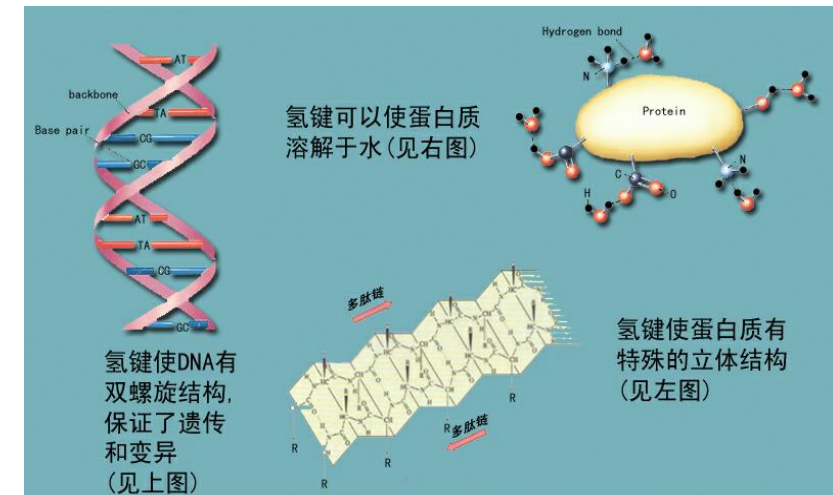 AT
backbone
TA
Base pair
CG
GC
AT
TA
CG
GC
氢键使DNA有
双螺旋结构,
保证了遗传
和变异
(见上图)
氢键可以使蛋白质
溶解于水(见右图)
Hydrogen bond
N
Protein
N
C
O
H
多肽链
多肽链
R
R
R
R
R
氢键使蛋白质有
特殊的立体结构
(见左图)